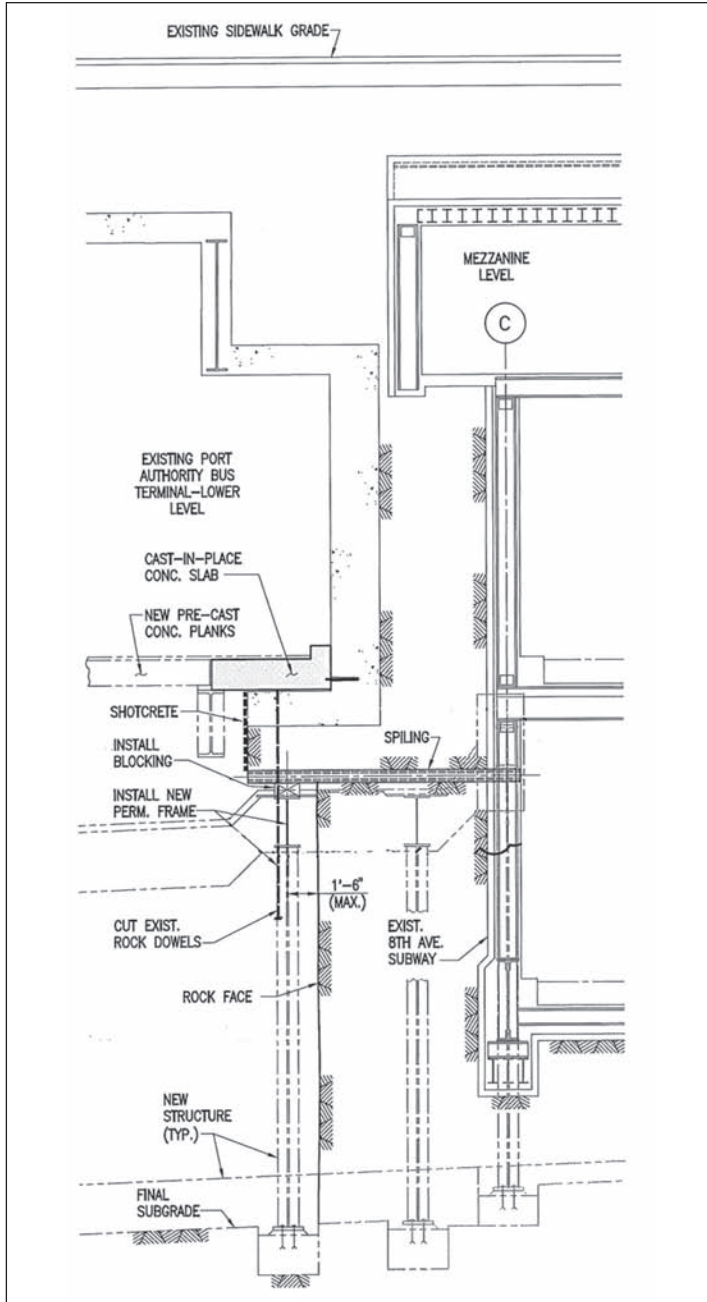 EXISTING SIDEWALK GRADE
MEZZANINE
LEVEL
C
EXISTING PORT
AUTHORITY BUS
TERMINAL–LOWER
LEVEL
CAST–IN–PLACE
CONC. SLAB
NEW PRE–CAST
CONC. PLANKS
SHOTCRETE
SPILING
INSTALL
BLOCKING
INSTALL NEW
PERM. FRAME
1'–6"
(MAX.)
CUT EXIST.
ROCK DOWELS
EXIST.
8TH AVE.
SUBWAY
ROCK FACE
NEW
STRUCTURE
(TYP.)
FINAL
SUBGRADE